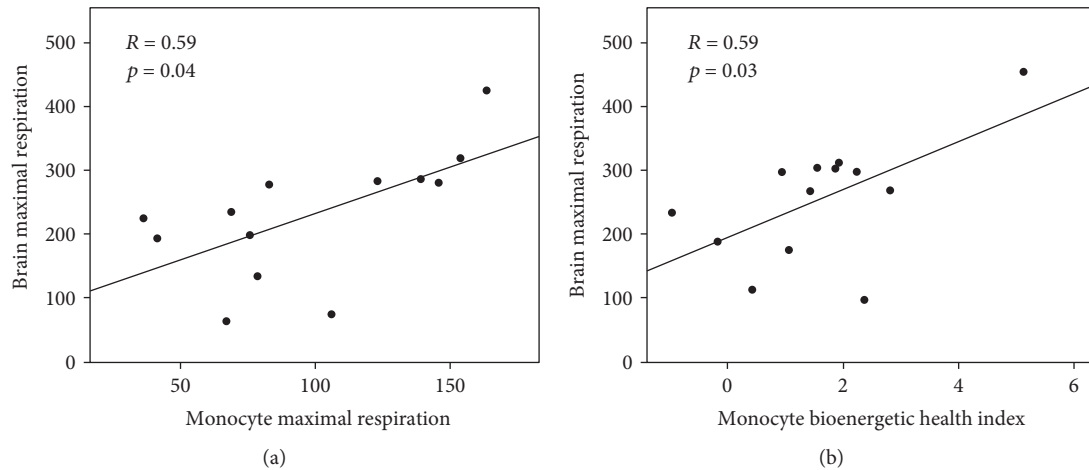 R = 0.59
p = 0.04
500
400
300
200
100
0
Brain maximal respiration
50
100
150
Monocyte maximal respiration
(a)
R = 0.59
p = 0.03
500
400
300
200
100
0
Brain maximal respiration
0
2
4
6
Monocyte bioenergetic health index
(b)